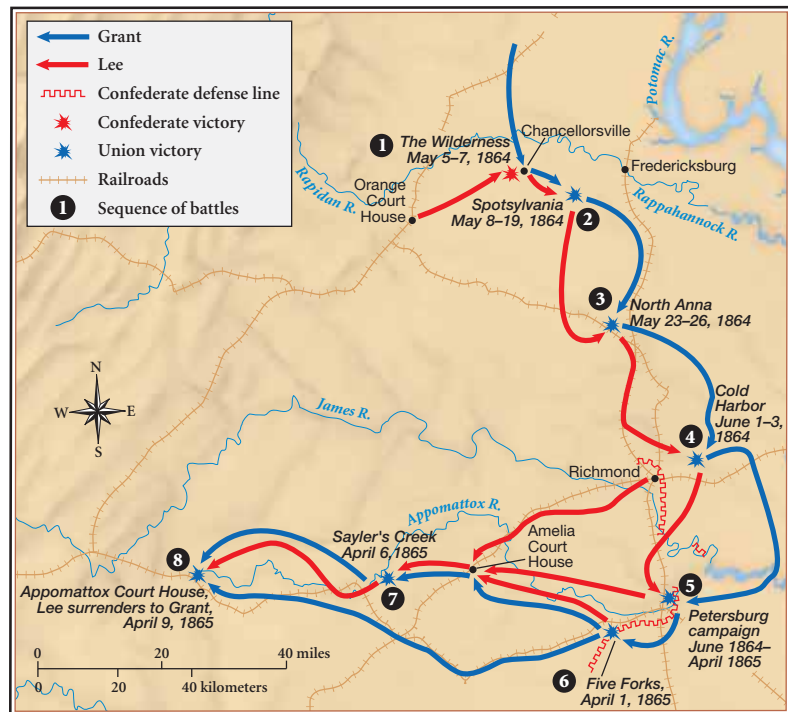 Grant
Lee
Confederate defense line
Confederate victory
Union victory
Railroads
1 Sequence of battles
Potomac R.
1
The Wilderness
May 5–7, 1864
Chancellorsville
Fredericksburg
Rapidan R.
Orange
Court
House
Spotsylvania
May 8–19, 1864
2
Rappahannock R.
3
North Anna
May 23–26, 1864
N
W
E
S
James R.
Cold
Harbor
June 1–3,
1864
4
Richmond
Appomattox R.
Sayler's Creek
April 6,1865
Amelia
Court
House
8
7
5
Appomattox Court House,
Lee surrenders to Grant,
April 9, 1865
Petersburg
campaign
June 1864–
April 1865
6
Five Forks,
April 1, 1865
0 20 40 miles
0 20 40 kilometers